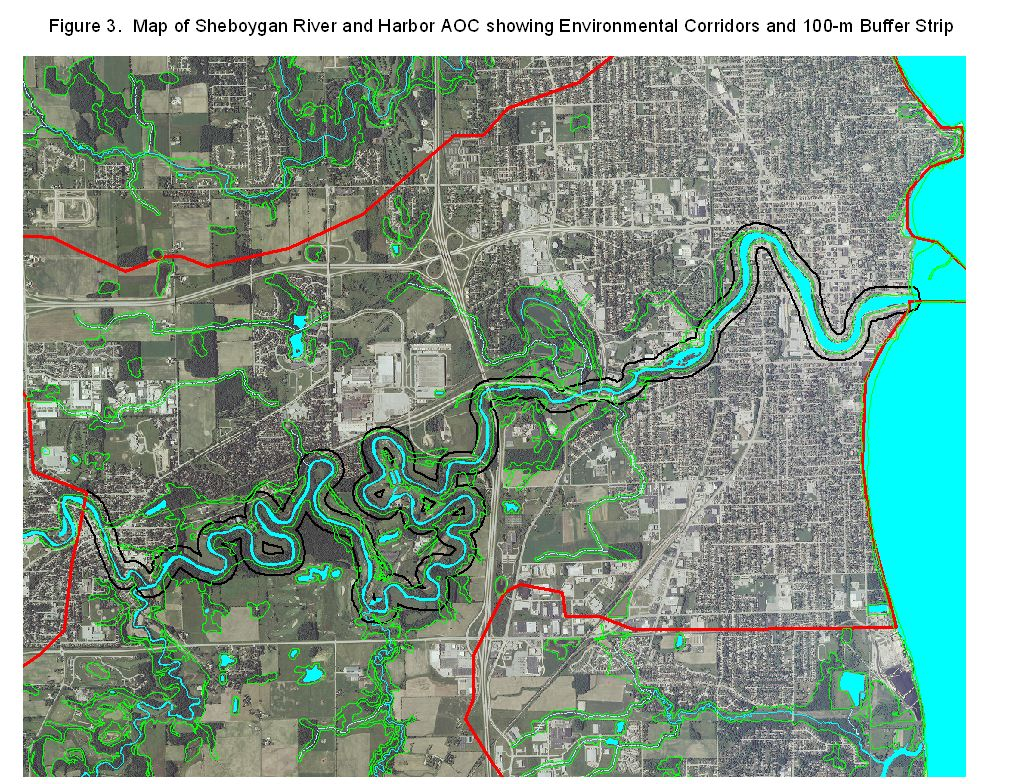 Figure 3.  Map of Sheboygan River and Harbor AOC showing Environmental Corridors and 100-m Buffer Strip